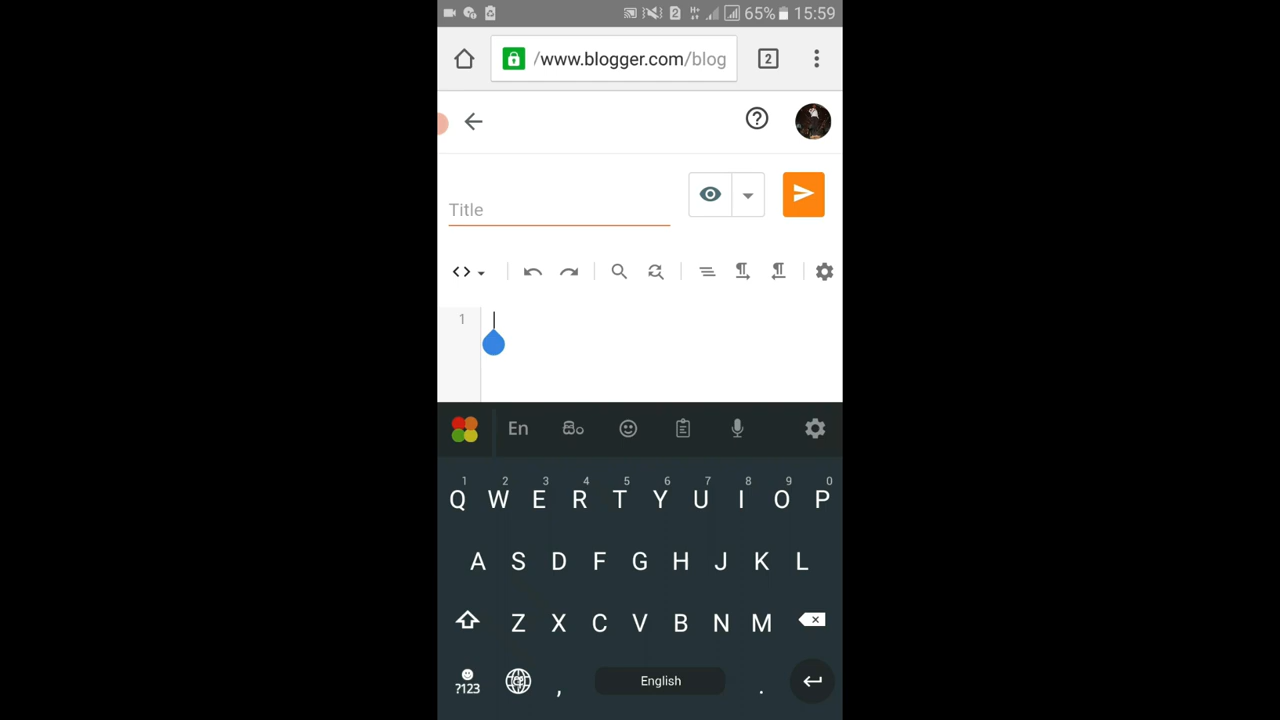 65% 15:59
/www.blogger.com/blog 2
Title
1
En සිං
1 2 3 4 5 6 7 8 9 0
Q W E R T Y U I O P
A S D F G H J K L
Z X C V B N M
?123 , English .